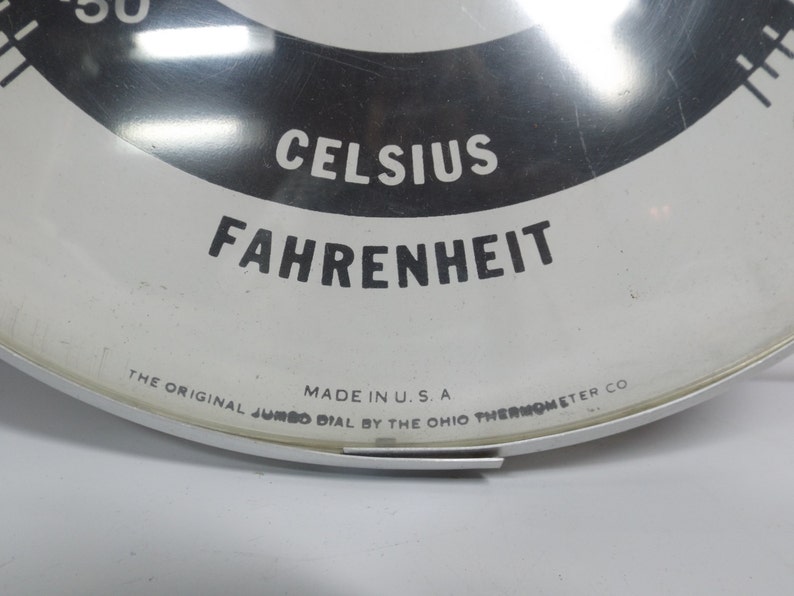 -50
CELSIUS
FAHRENHEIT
MADE IN U.S.A
THE ORIGINAL JUMBO DIAL BY THE OHIO THERMOMETER CO